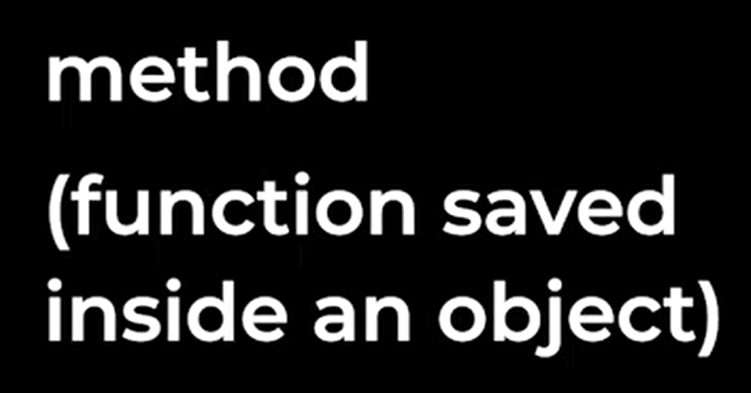 method
(function saved
inside an object)